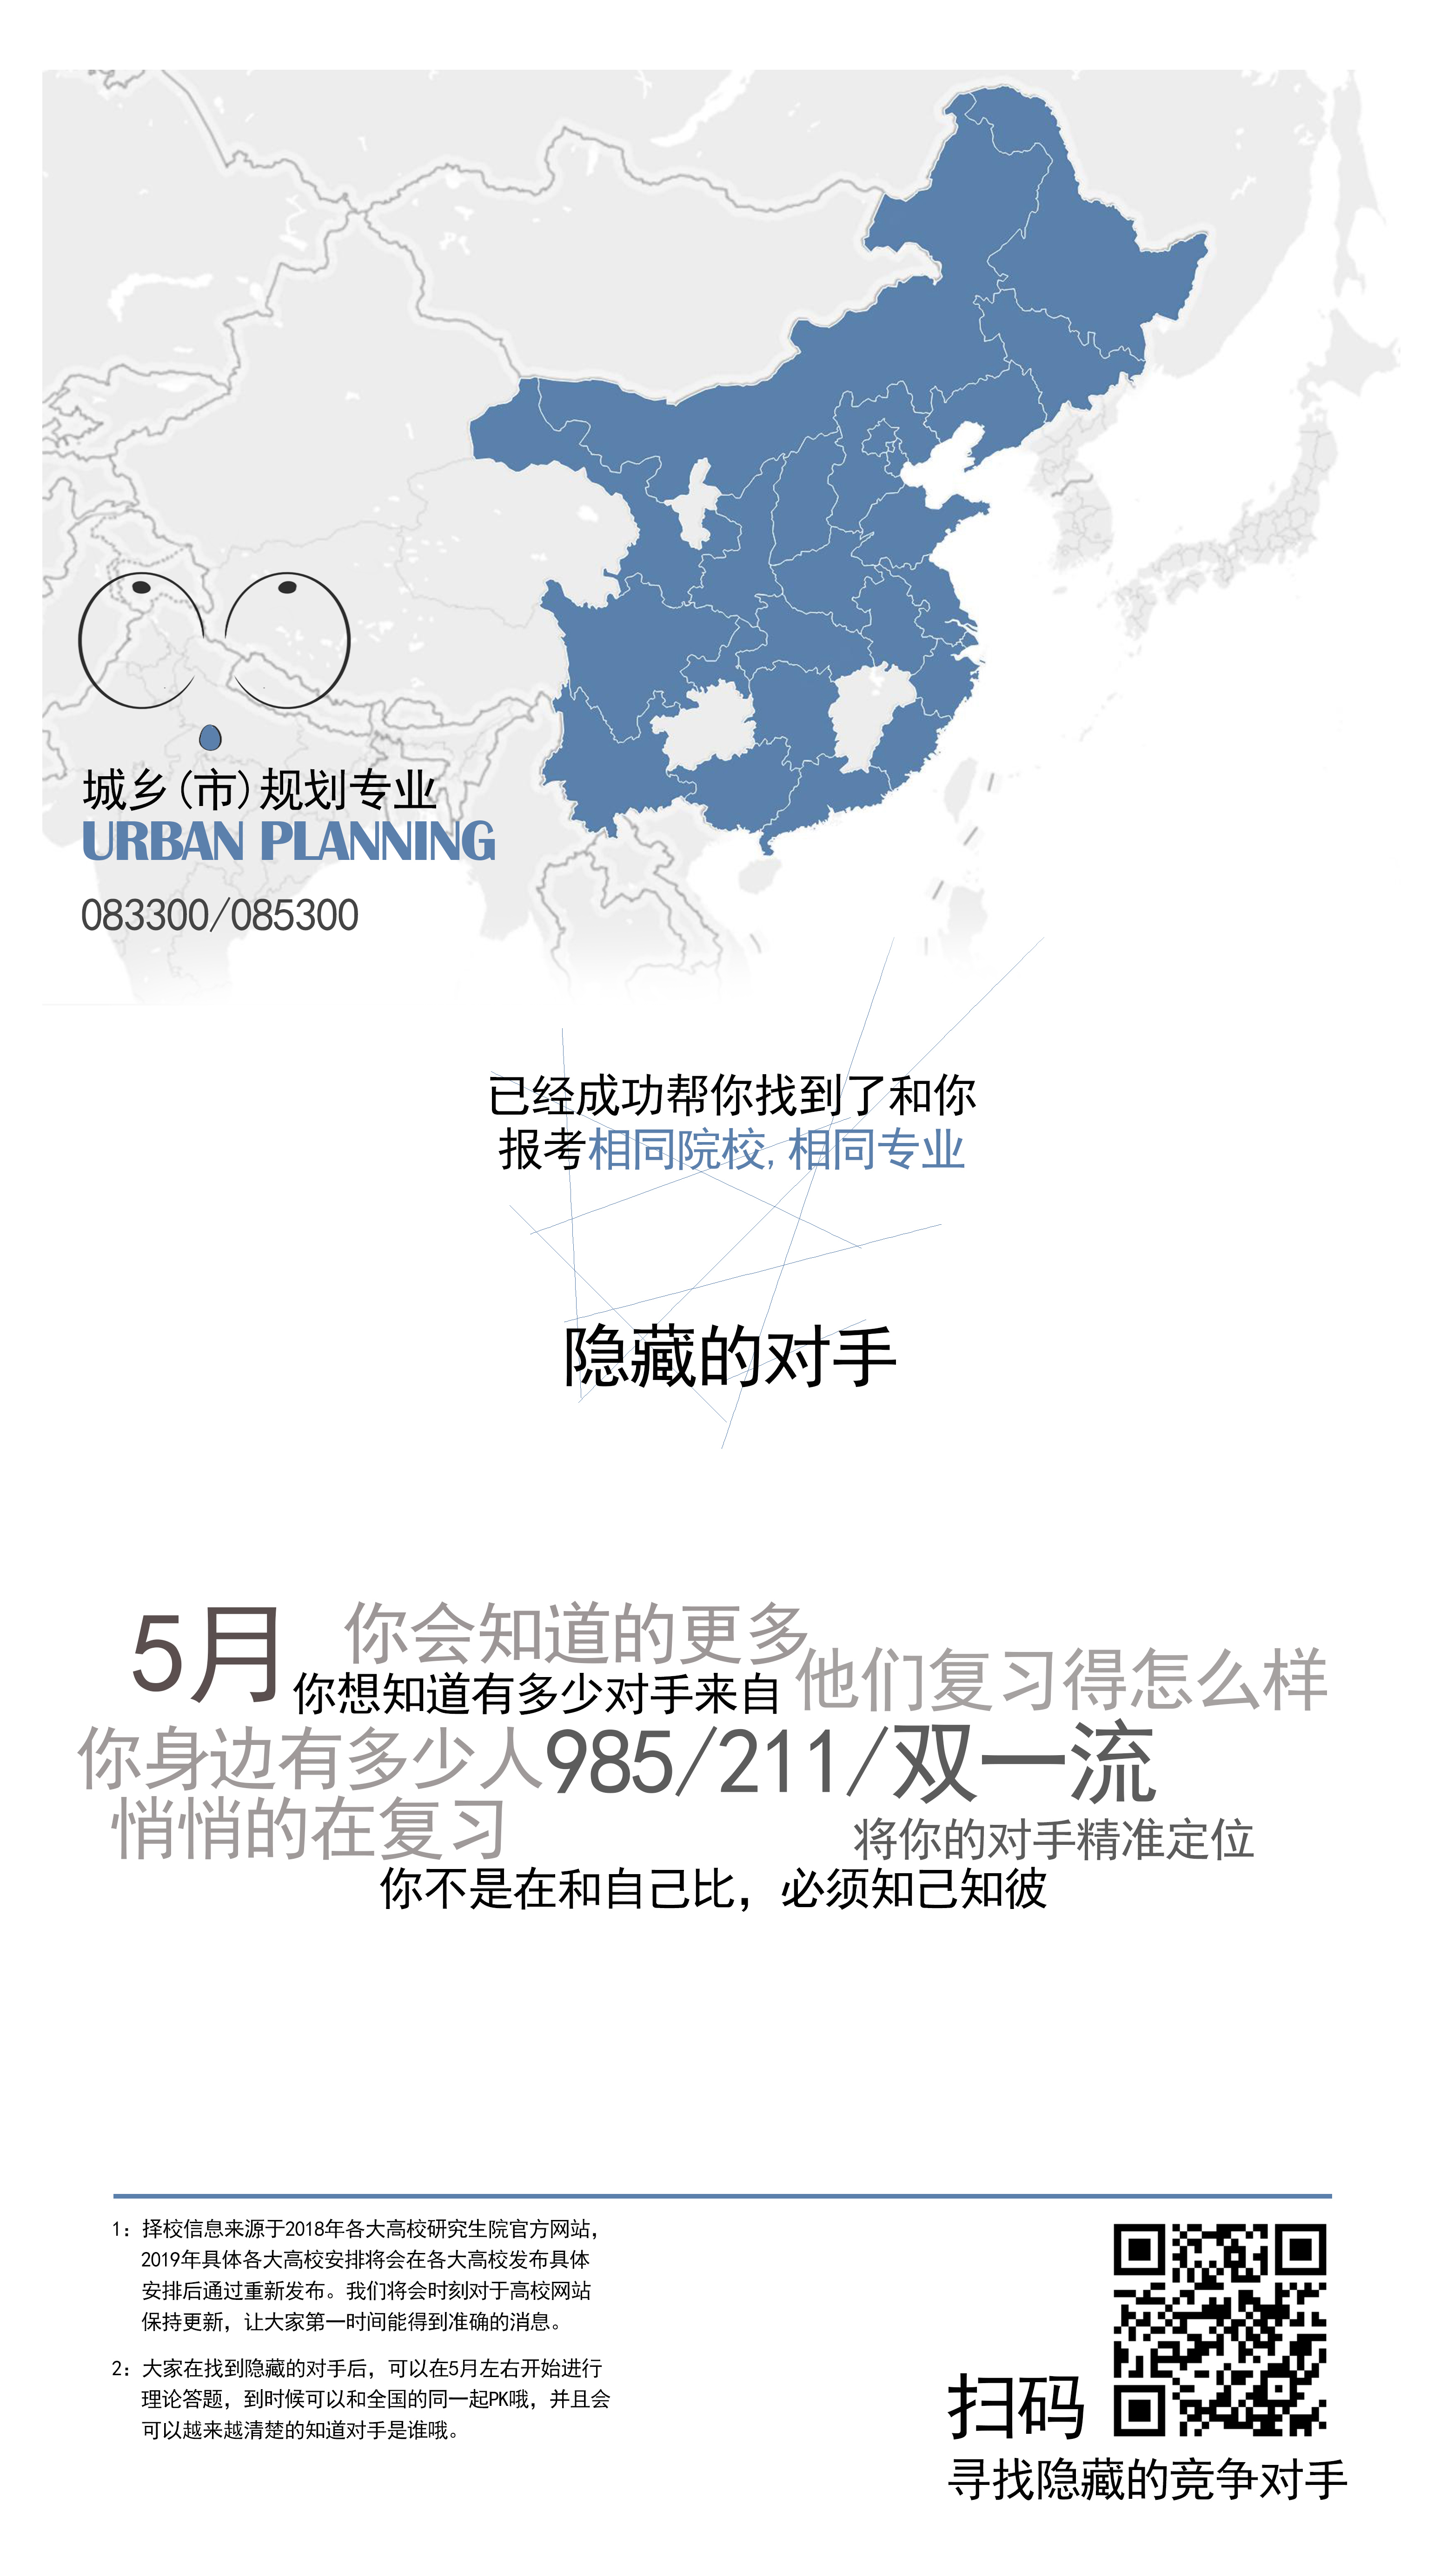 城乡(市)规划专业
URBAN PLANNING
083300/085300
已经成功帮你找到了和你
报考相同院校,相同专业
隐藏的对手
5月
你会知道的更多
他们复习得怎么样
你想知道有多少对手来自
你身边有多少人
985/211/双一流
悄悄的在复习
将你的对手精准定位
你不是在和自己比，必须知己知彼
1：择校信息来源于2018年各大高校研究生院官方网站，
2019年具体各大高校安排将会在各大高校发布具体
安排后通过重新发布。我们将会时刻对于高校网站
保持更新，让大家第一时间能得到准确的消息。
2：大家在找到隐藏的对手后，可以在5月左右开始进行
理论答题，到时候可以和全国的同一起PK哦，并且会
可以越来越清楚的知道对手是谁哦。
扫码
寻找隐藏的竞争对手